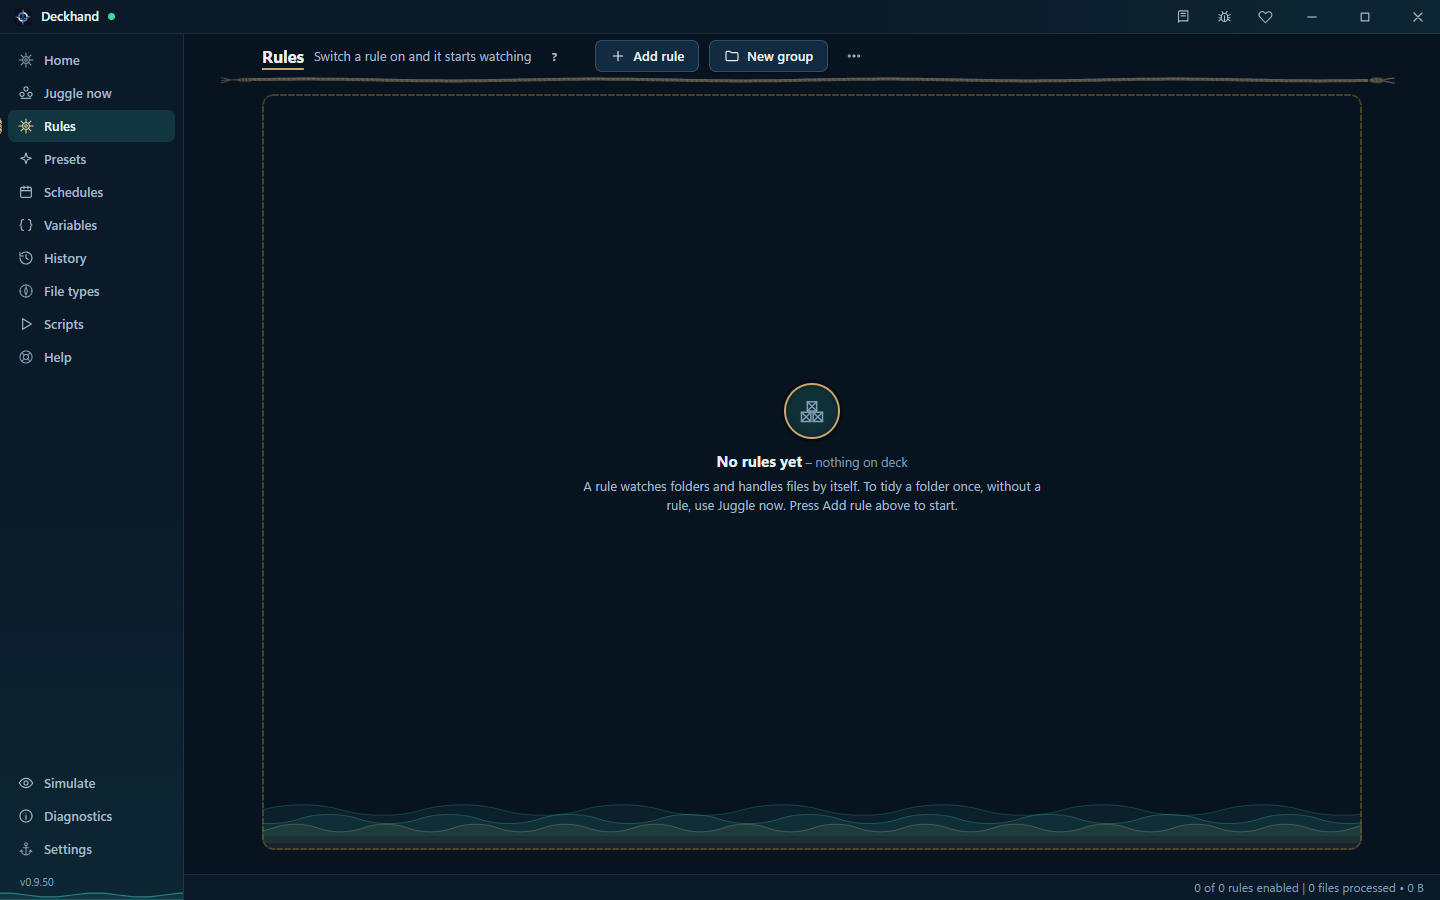 Deckhand
Home
Juggle now
Rules
Presets
Schedules
Variables
History
File types
Scripts
Help
Simulate
Diagnostics
Settings
v0.9.50
Rules Switch a rule on and it starts watching ? Add rule New group
No rules yet – nothing on deck
A rule watches folders and handles files by itself. To tidy a folder once, without a
rule, use Juggle now. Press Add rule above to start.
0 of 0 rules enabled | 0 files processed • 0 B